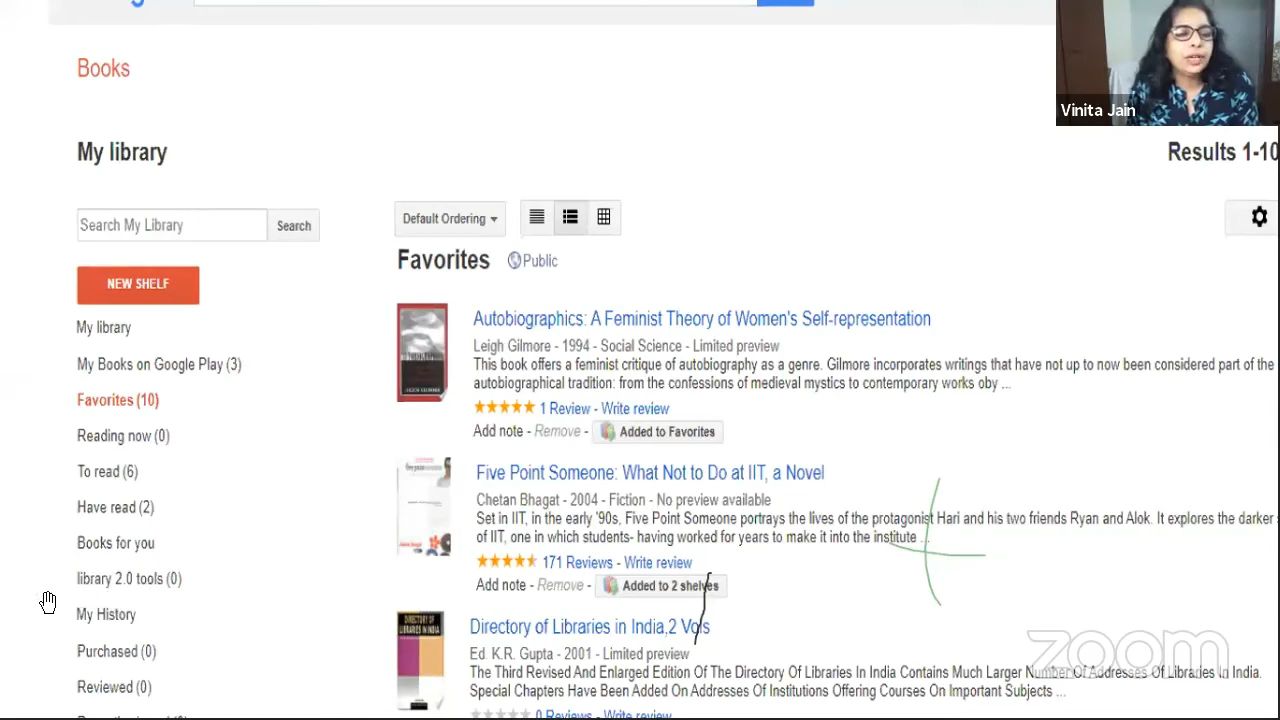 Books
Vinita Jain
My library
Results 1-10
Search My Library
Search
Default Ordering
NEW SHELF
Favorites
Public
My library
My Books on Google Play (3)
Favorites (10)
Reading now (0)
To read (6)
Have read (2)
Books for you
library 2.0 tools (0)
My History
Purchased (0)
Reviewed (0)
Autobiographics: A Feminist Theory of Women's Self-representation
Leigh Gilmore - 1994 - Social Science - Limited preview
This book offers a feminist critique of autobiography as a genre. Gilmore incorporates writings that have not up to now been considered part of the
autobiographical tradition: from the confessions of medieval mystics to contemporary works oby ...
1 Review - Write review
Add note - Remove - Added to Favorites
Five Point Someone: What Not to Do at IIT, a Novel
Chetan Bhagat - 2004 - Fiction - No preview available
Set in IIT, in the early '90s, Five Point Someone portrays the lives of the protagonist Hari and his two friends Ryan and Alok. It explores the darker
of IIT, one in which students- having worked for years to make it into the institute ...
171 Reviews - Write review
Add note - Remove - Added to 2 shelves
DIRECTORY OF
LIBRARIES IN INDIA
Directory of Libraries in India,2 Vols
Ed. K.R. Gupta - 2001 - Limited preview
The Third Revised And Enlarged Edition Of The Directory Of Libraries In India Contains Much Larger Number Of Addresses Of Libraries In India.
Special Chapters Have Been Added On Addresses Of Institutions Offering Courses On Important Subjects ...
0 Reviews - Write review
zoom